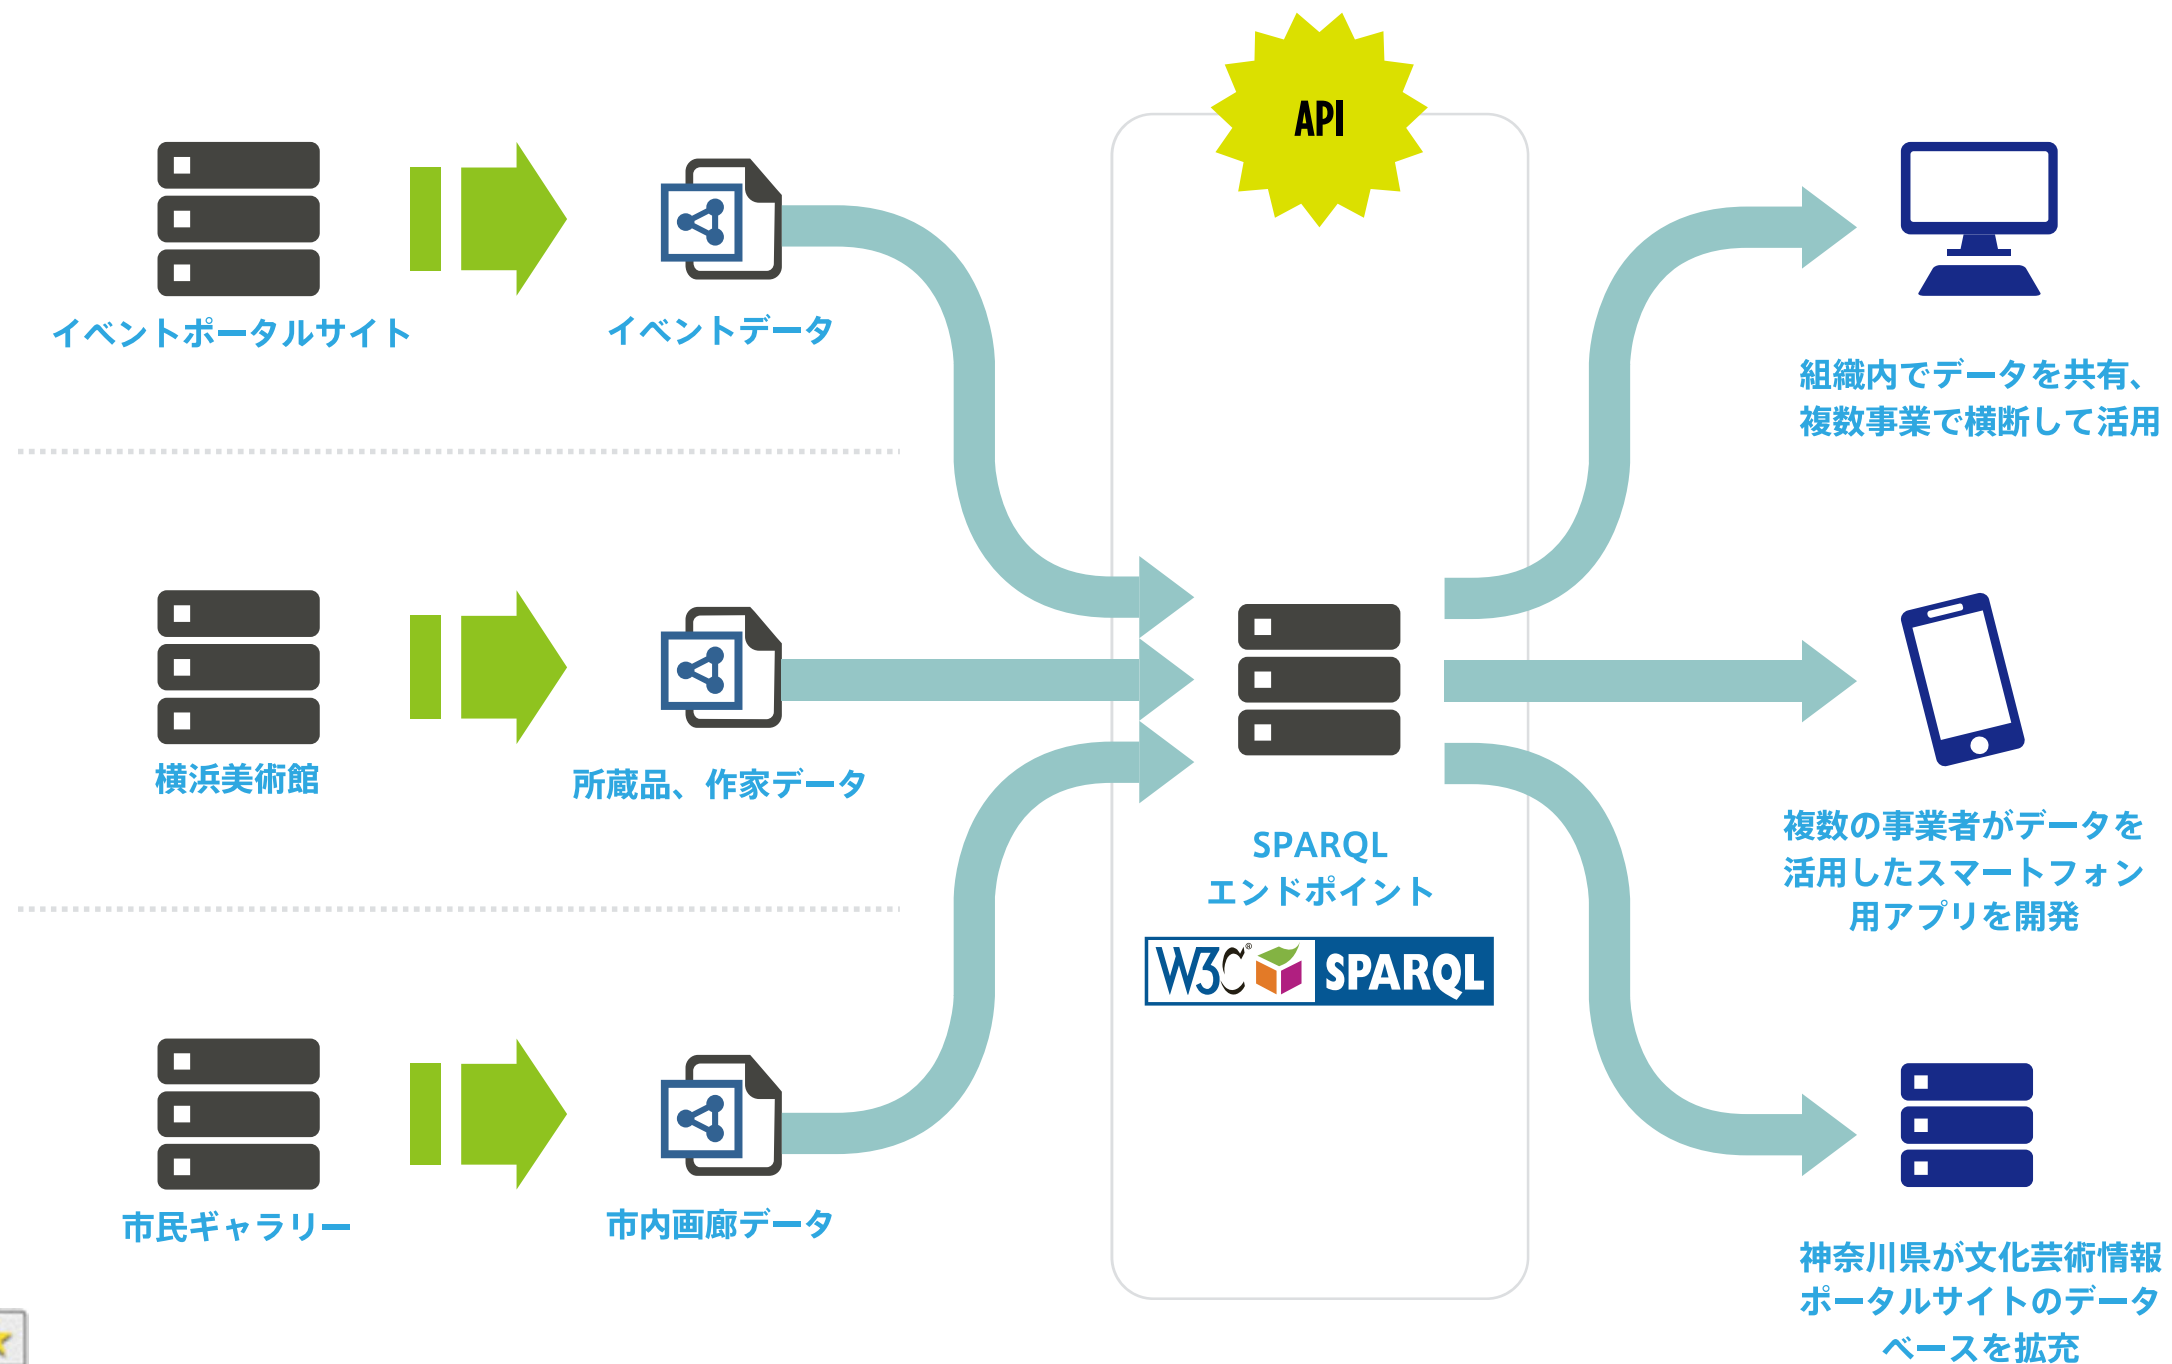 API
イベントポータルサイト
イベントデータ
組織内でデータを共有、
複数事業で横断して活用
横浜美術館
所蔵品、作家データ
SPARQL
エンドポイント
W3C® SPARQL
複数の事業者がデータを
活用したスマートフォン
用アプリを開発
市民ギャラリー
市内画廊データ
神奈川県が文化芸術情報
ポータルサイトのデータ
ベースを拡充